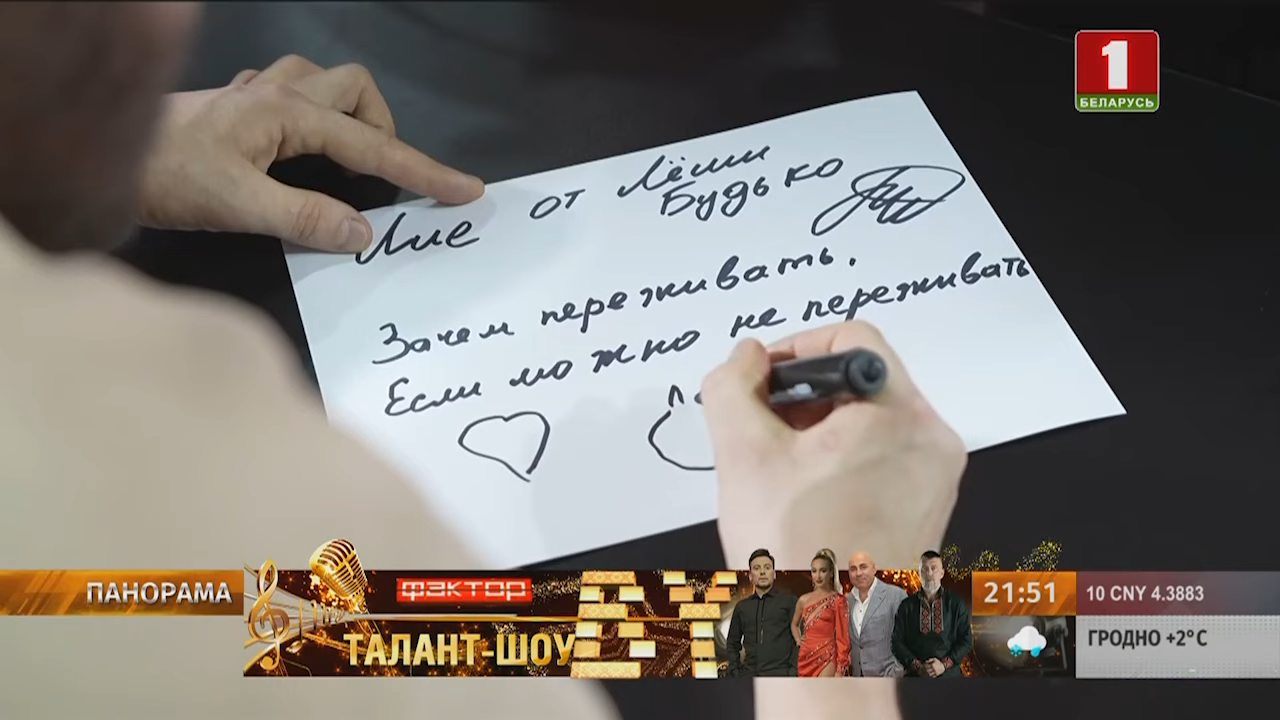 1
БЕЛАРУСЬ
Лие от Лёши
Будько
Зачем переживать.
Если можно не переживать
ПАНОРАМА
ФАКТОР
ТАЛАНТ-ШОУ
BY
21:51
10 CNY 4.3883
ГРОДНО +2°C